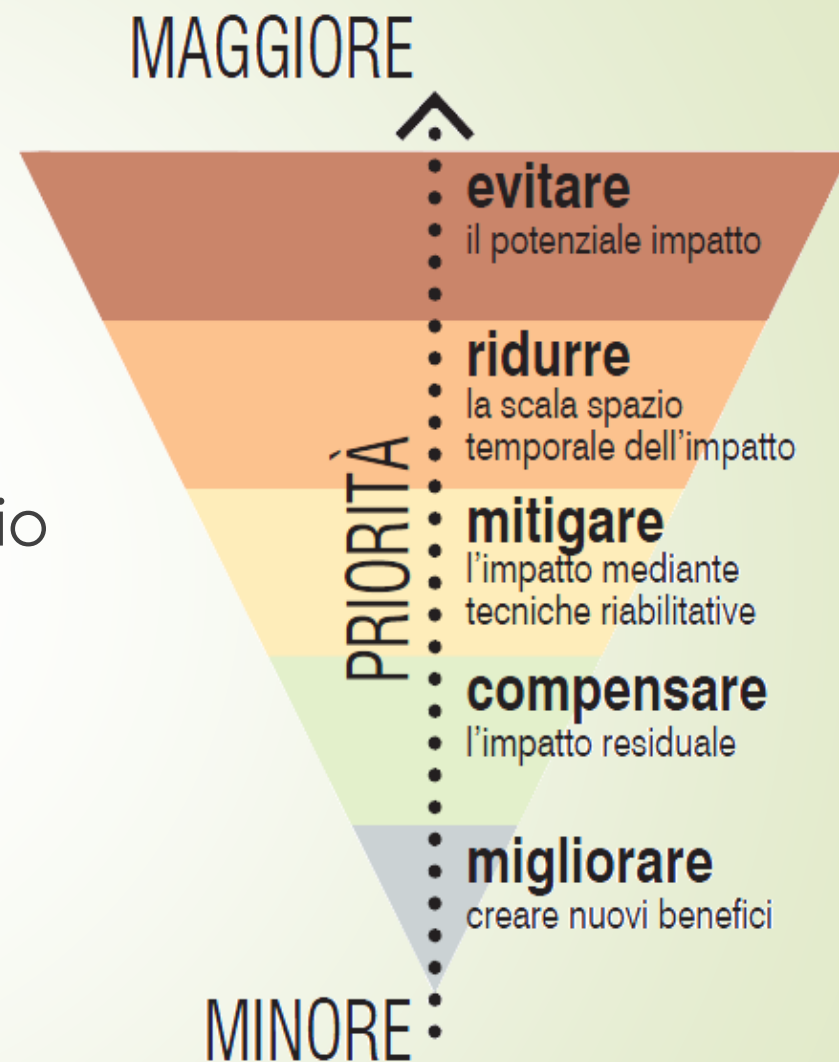 MAGGIORE
evitare
il potenziale impatto
ridurre
la scala spazio
temporale dell'impatto
PRIORITÀ
io
mitigare
l'impatto mediante
tecniche riabilitative
compensare
l'impatto residuale
migliorare
creare nuovi benefici
MINORE